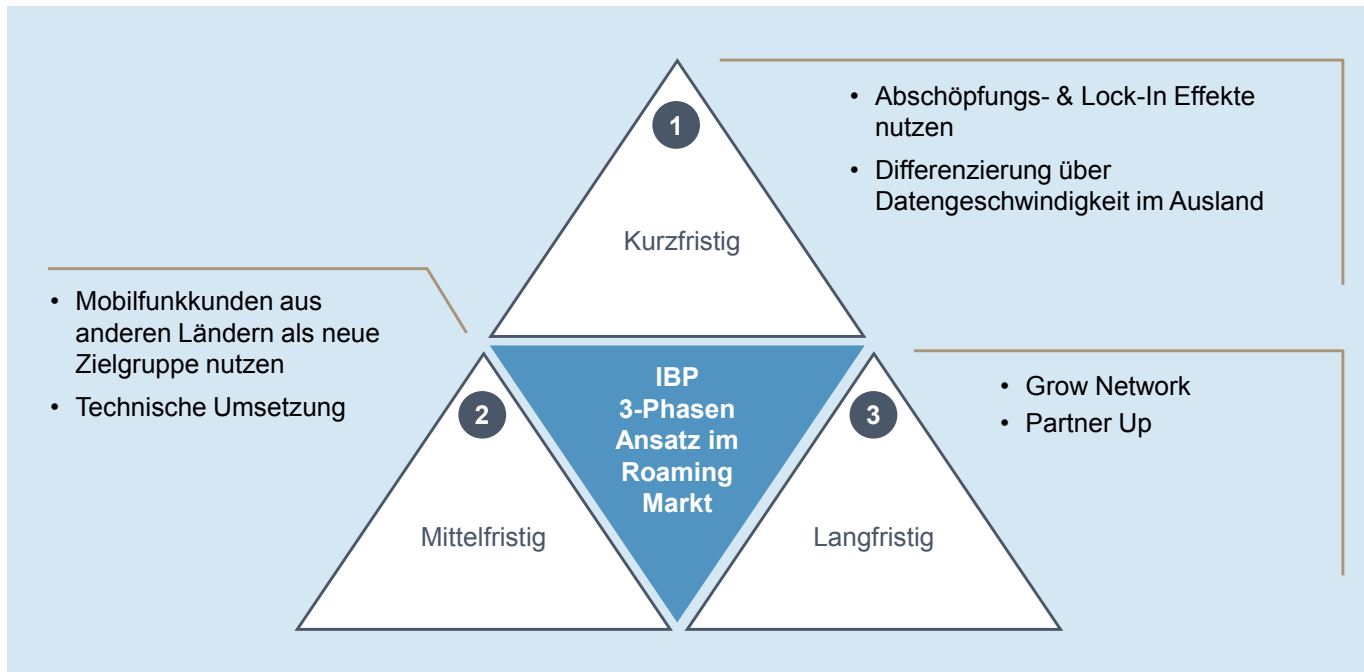 1
Kurzfristig
• Abschöpfungs- & Lock-In Effekte
nutzen
• Differenzierung über
Datengeschwindigkeit im Ausland
• Mobilfunkkunden aus
anderen Ländern als neue
Zielgruppe nutzen
• Technische Umsetzung
2
Mittelfristig
IBP
3-Phasen
Ansatz im
Roaming
Markt
3
Langfristig
• Grow Network
• Partner Up